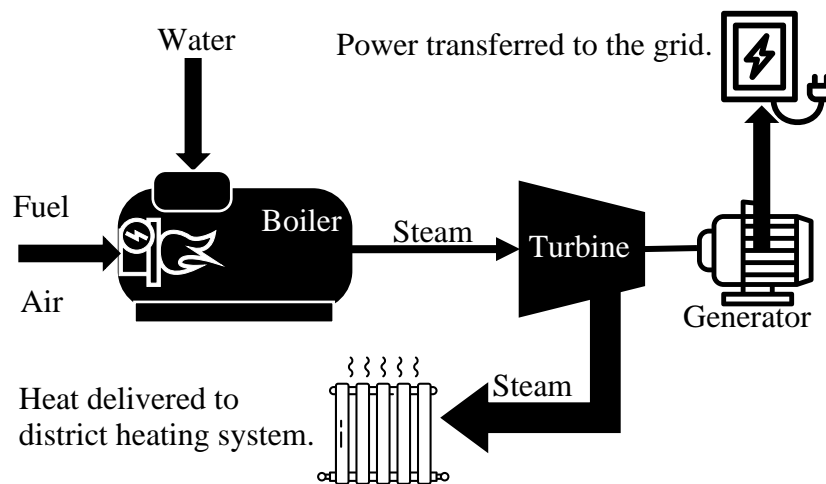 Water
Power transferred to the grid.
Fuel
Boiler
Steam
Turbine
Air
Generator
Steam
Heat delivered to
district heating system.